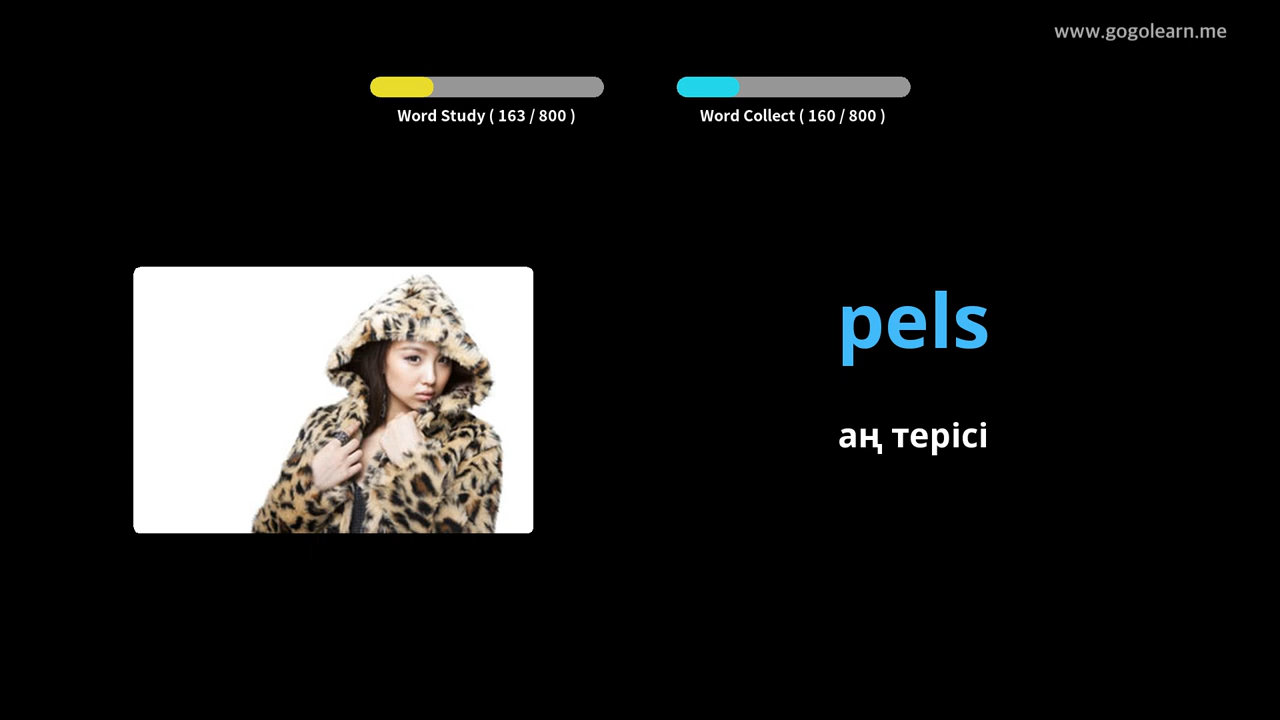 www.gogolearn.me
Word Study ( 163 / 800 )
Word Collect ( 160 / 800 )
pels
аң терісі